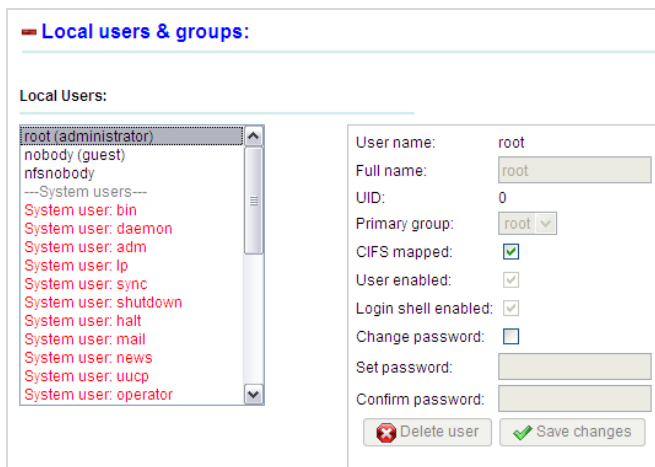 Local users & groups:
Local Users:
root (administrator)
nobody (guest)
nfsnobody
---System users---
System user: bin
System user: daemon
System user: adm
System user: lp
System user: sync
System user: shutdown
System user: halt
System user: mail
System user: news
System user: uucp
System user: operator
User name: root
Full name: root
UID: 0
Primary group: root
CIFS mapped:
User enabled:
Login shell enabled:
Change password:
Set password:
Confirm password:
Delete user Save changes